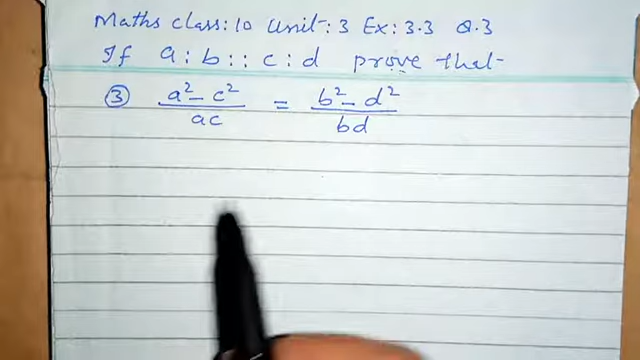 Maths class: 10 Unit: 3 Ex: 3.3 Q.3
If a : b :: c : d prove that
③ a² - c² / ac = b² - d² / bd